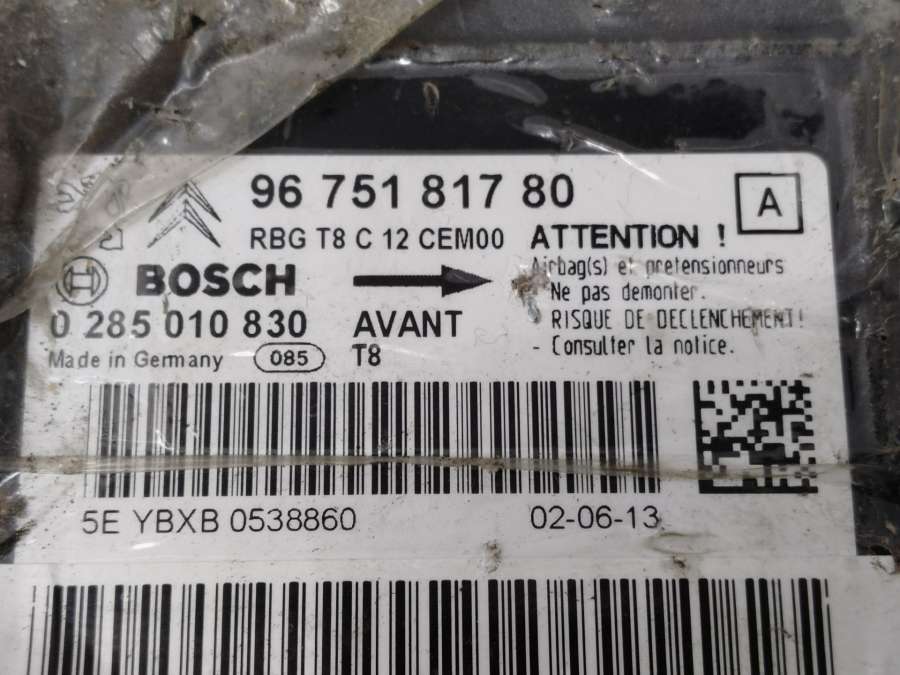 96 751 817 80
A
RBG T8 C 12 CEM00
ATTENTION !
Airbag(s) et pretensionneurs
BOSCH
Ne pas demonter.
0 285 010 830
AVANT
RISQUE DE DECLENCHEMENT!
Made in Germany
085
T8
- Consulter la notice.
5E YBXB 0538860
02-06-13